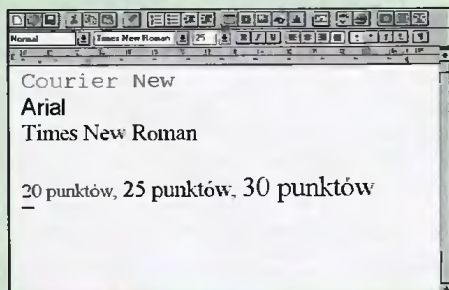 Normal Times New Roman 25 B I U
Courier New
Arial
Times New Roman
20 punktów, 25 punktów, 30 punktów